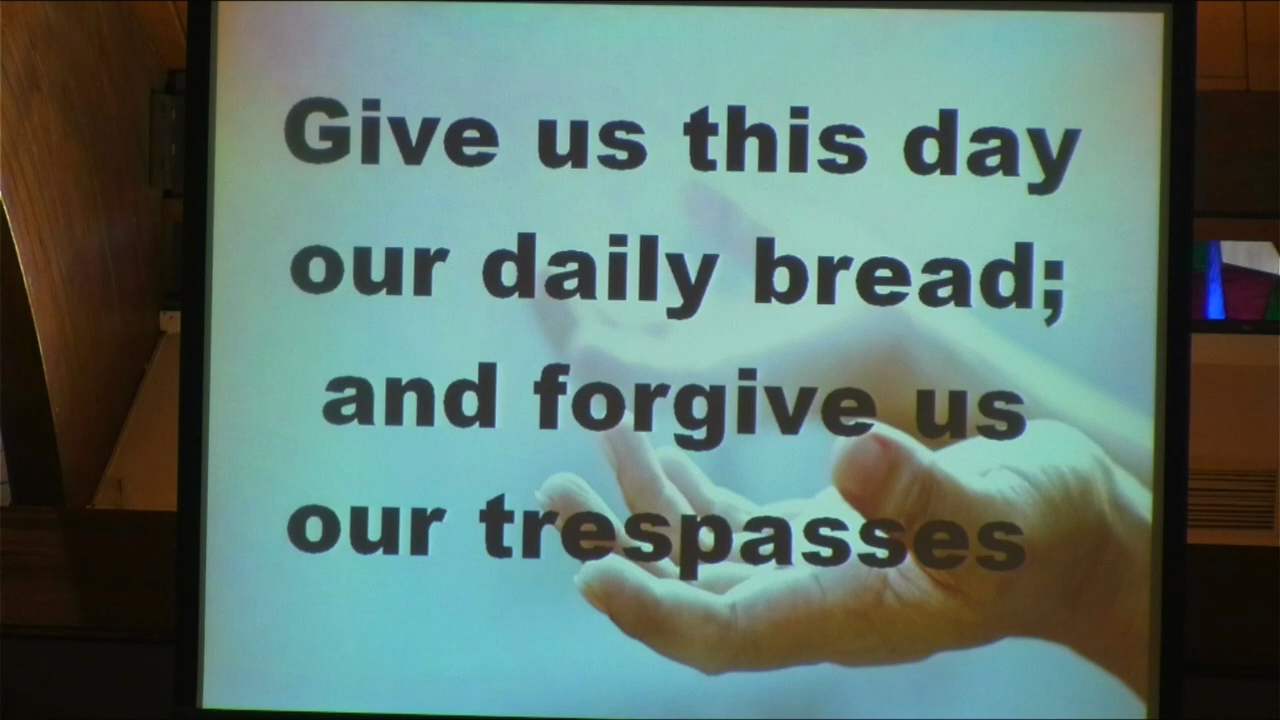 Give us this day
our daily bread;
and forgive us
our trespasses